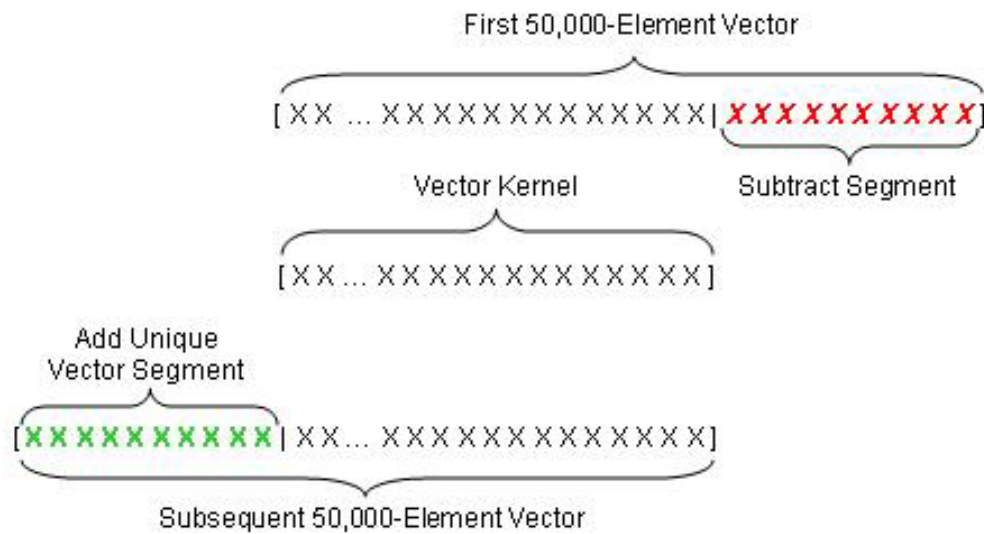 First 50,000-Element Vector
[ X X ... X X X X X X X X X X X X X | X X X X X X X X X X ]
Vector Kernel
Subtract Segment
[ X X ... X X X X X X X X X X X X X ]
Add Unique
Vector Segment
[ X X X X X X X X X X | X X ... X X X X X X X X X X X X X ]
Subsequent 50,000-Element Vector